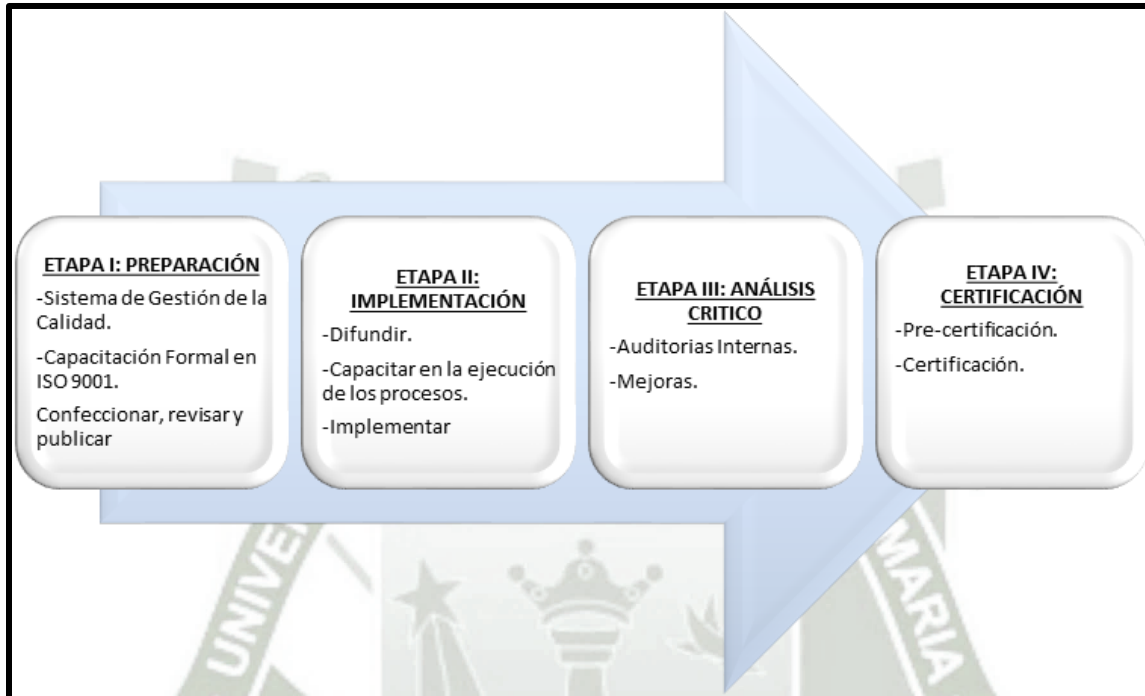 ETAPA I: PREPARACIÓN
-Sistema de Gestión de la
Calidad.
-Capacitación Formal en
ISO 9001.
Confeccionar, revisar y
publicar
ETAPA II:
IMPLEMENTACIÓN
-Difundir.
-Capacitar en la ejecución
de los procesos.
-Implementar
ETAPA III: ANÁLISIS
CRITICO
-Auditorias Internas.
-Mejoras.
ETAPA IV:
CERTIFICACIÓN
-Pre-certificación.
-Certificación.
MARIA